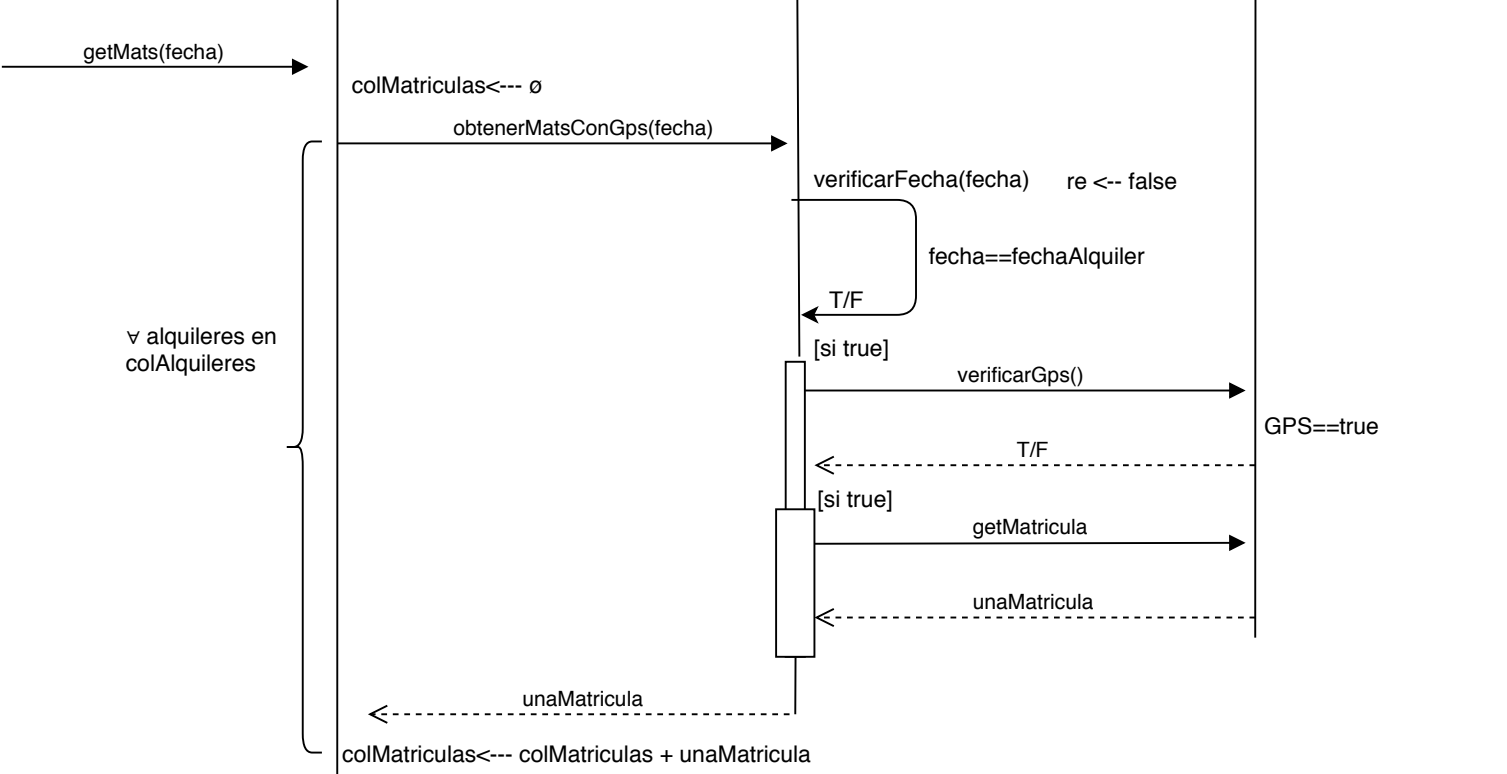 getMats(fecha)
colMatriculas<--- ø
obtenerMatsConGps(fecha)
verificarFecha(fecha)
re <-- false
fecha==fechaAlquiler
T/F
∀ alquileres en
colAlquileres
[si true]
verificarGps()
GPS==true
T/F
[si true]
getMatricula
unaMatricula
unaMatricula
colMatriculas<--- colMatriculas + unaMatricula